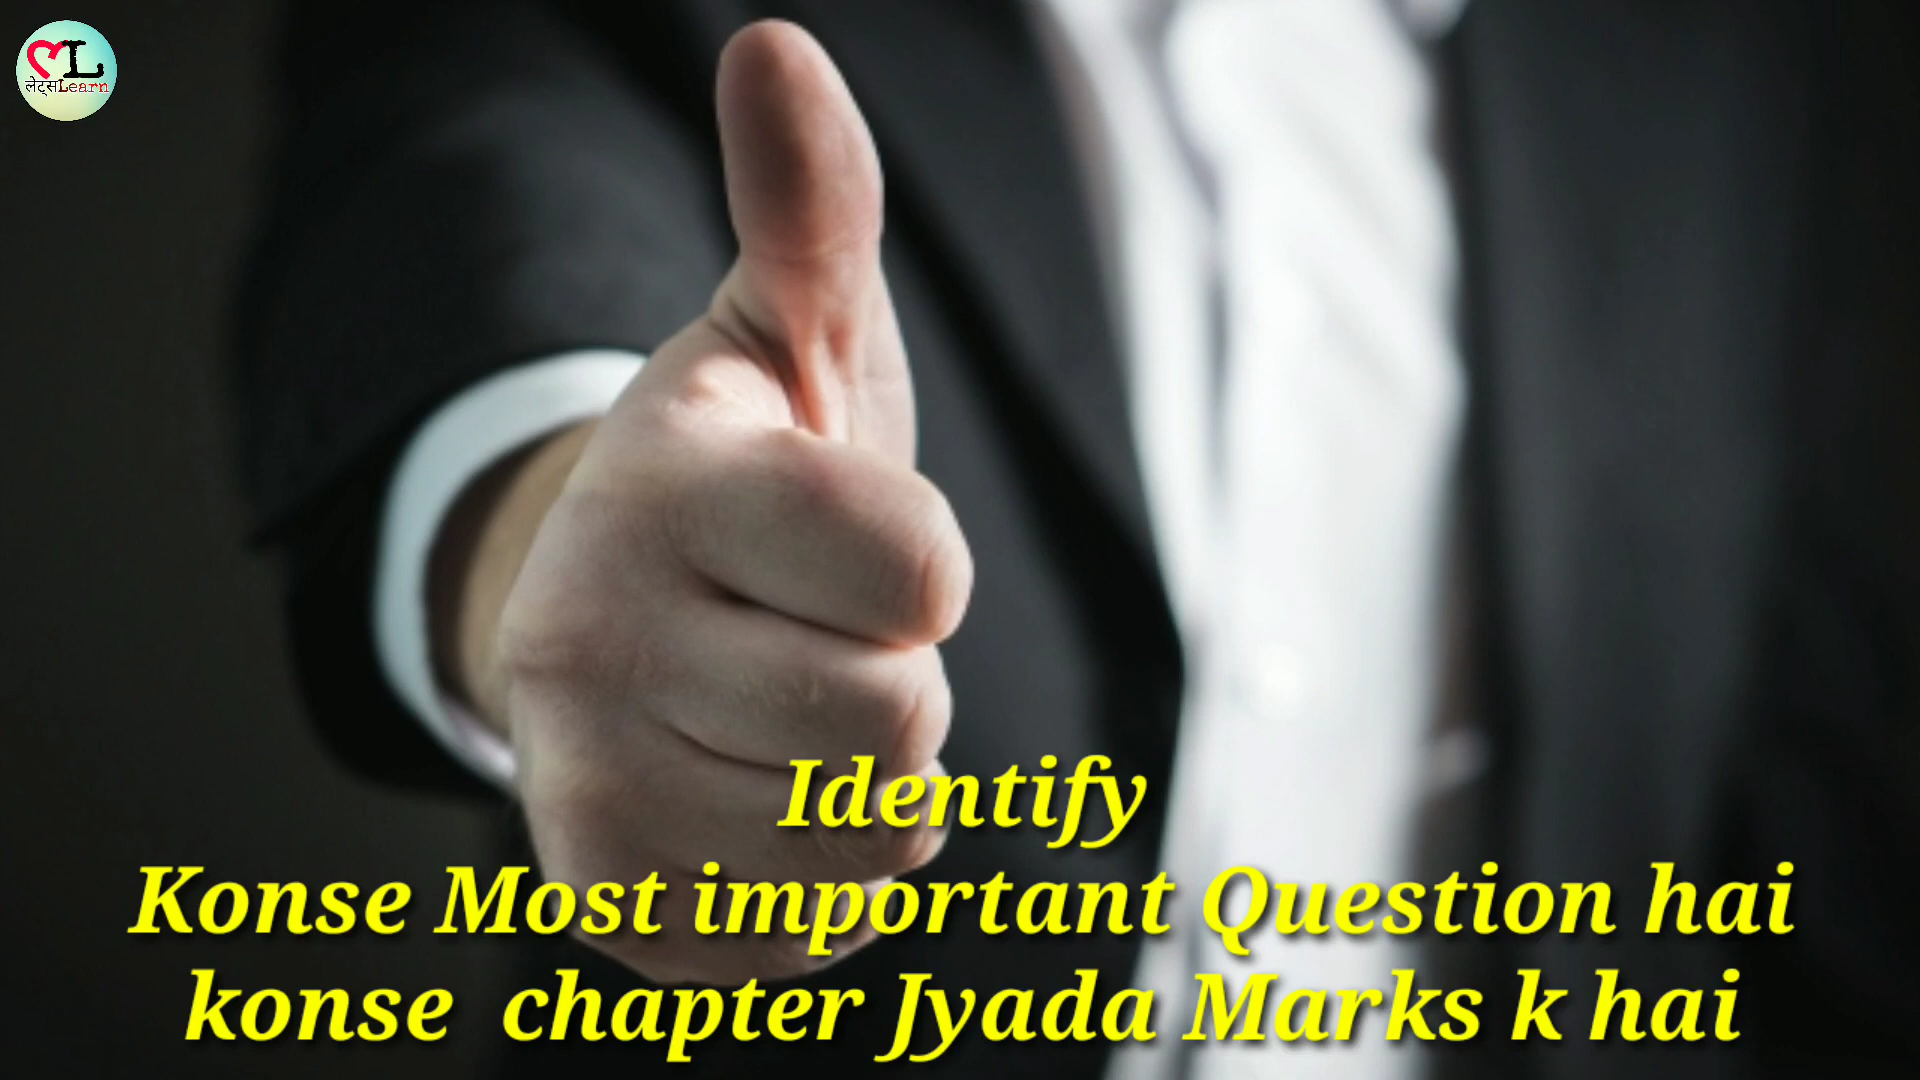 L
लेट्सLearn
Identify
Konse Most important Question hai
konse chapter Jyada Marks k hai